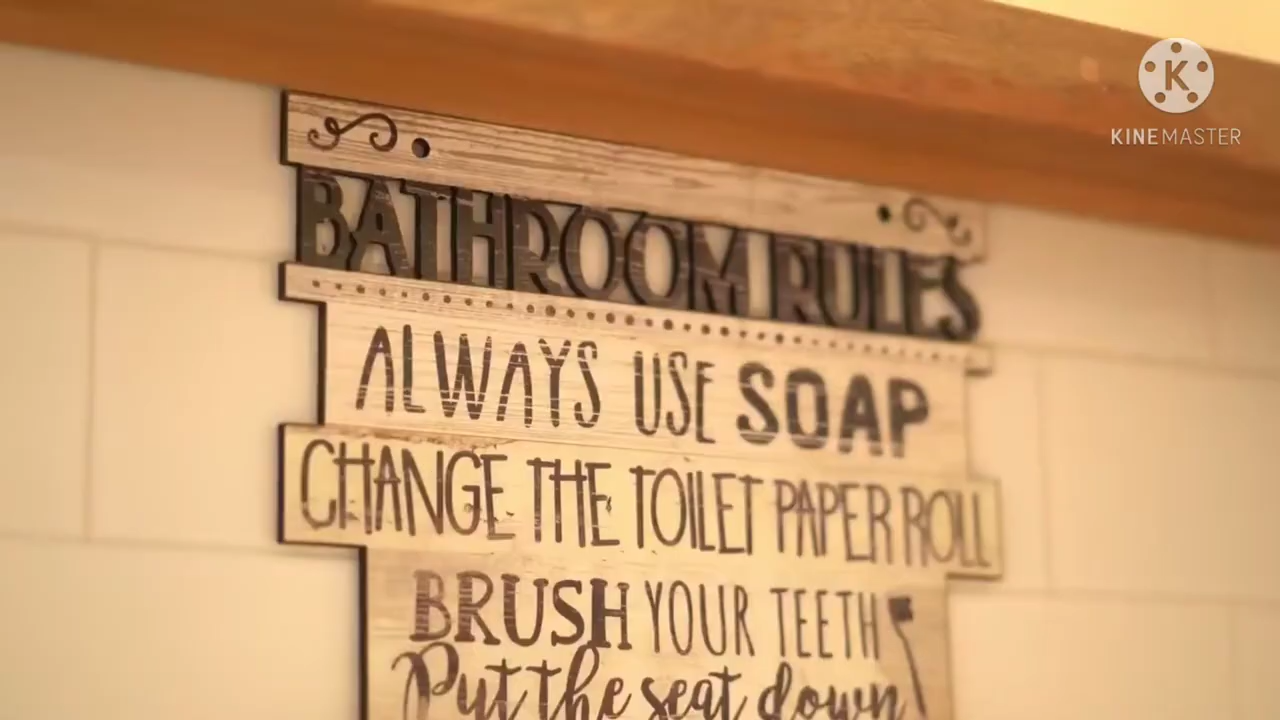 K
KINEMASTER
BATHROOM RULES
ALWAYS USE SOAP
CHANGE THE TOILET PAPER ROLL
BRUSH YOUR TEETH
Put the seat down